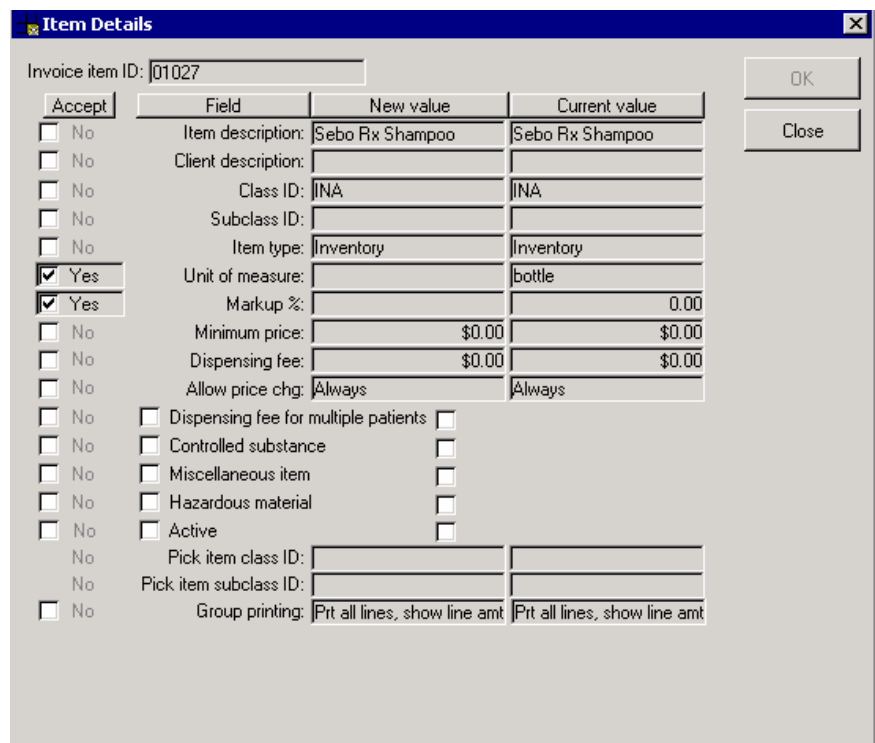 Item Details
Invoice item ID: 01027
OK
Accept Field New value Current value
No Item description: Sebo Rx Shampoo Sebo Rx Shampoo
Close
No Client description:
No Class ID: INA INA
No Subclass ID:
No Item type: Inventory Inventory
Yes Unit of measure: bottle
Yes Markup %: 0.00
No Minimum price: $0.00 $0.00
No Dispensing fee: $0.00 $0.00
No Allow price chg: Always Always
No Dispensing fee for multiple patients
No Controlled substance
No Miscellaneous item
No Hazardous material
No Active
No Pick item class ID:
No Pick item subclass ID:
No Group printing: Prt all lines, show line amt Prt all lines, show line amt